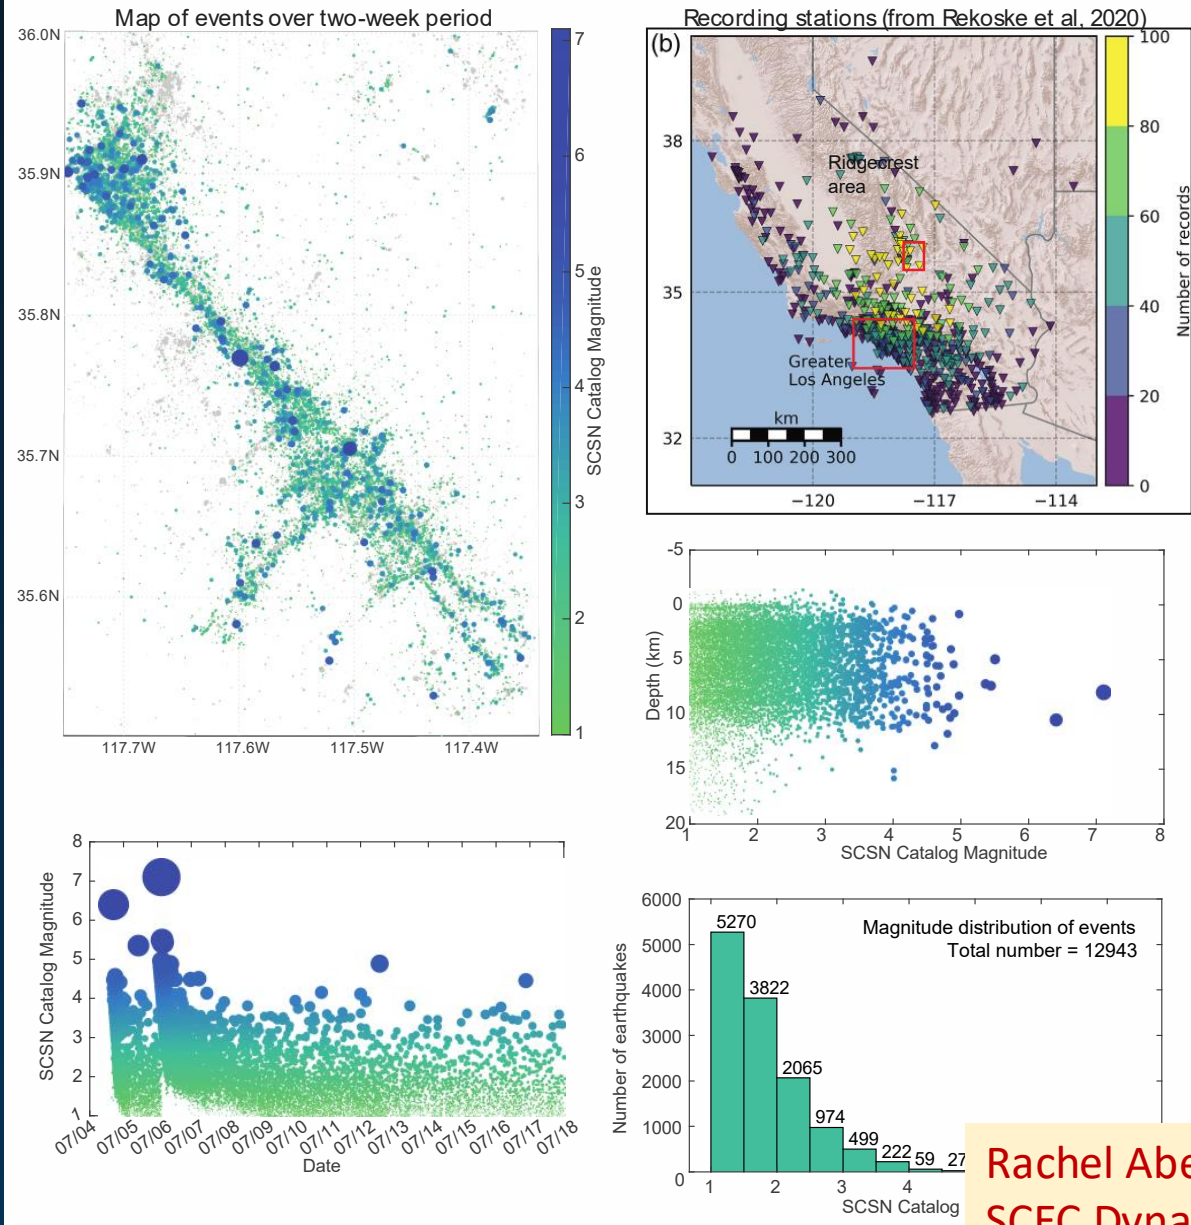 Map of events over two-week period
36.0N
35.9N
35.8N
35.7N
35.6N
117.7W
117.6W
117.5W
117.4W
7
6
5
4
3
2
1
SCSN Catalog Magnitude
Recording stations (from Rekoske et al, 2020)
(b)
38
35
32
Ridgecrest
area
Greater
Los Angeles
km
0 100 200 300
−120
−117
−114
100
80
60
40
20
0
Number of records
-5
0
5
10
15
20
Depth (km)
1 2 3 4 5 6 7 8
SCSN Catalog Magnitude
8
7
6
5
4
3
2
1
SCSN Catalog Magnitude
07/04 07/05 07/06 07/07 07/08 07/09 07/10 07/11 07/12 07/13 07/14 07/15 07/16 07/17 07/18
Date
6000
5000
4000
3000
2000
1000
0
Number of earthquakes
Magnitude distribution of events
Total number = 12943
5270
3822
2065
974
499
222
59
27
1 2 3 4
SCSN Catalog
Rachel Abe
SCEC Dyna